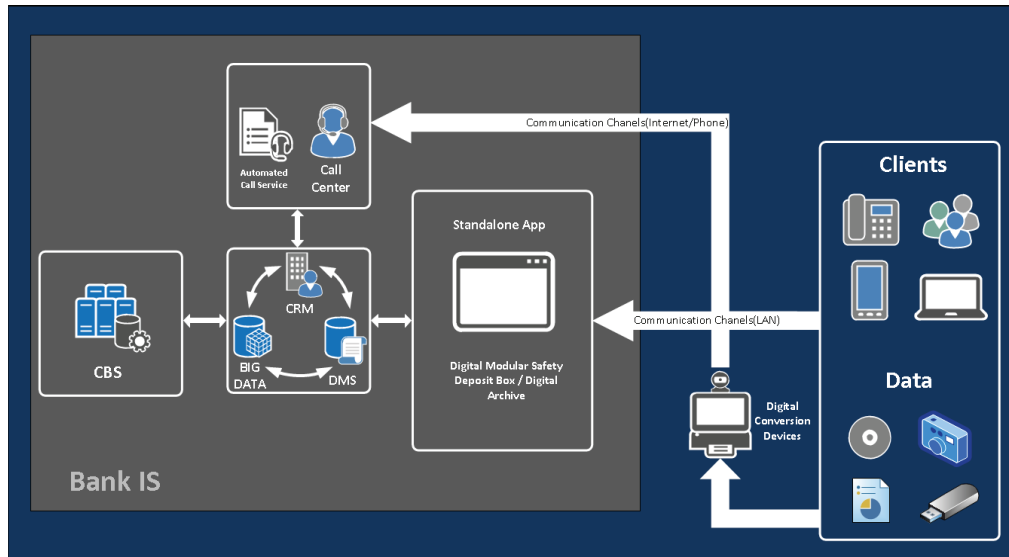 Communication Chanels(Internet/Phone)
Automated
Call Service
Call
Center
Clients
Standalone App
CRM
Communication Chanels(LAN)
CBS
BIG
DATA
DMS
Digital Modular Safety
Deposit Box / Digital
Archive
Data
Digital
Conversion
Devices
Bank IS